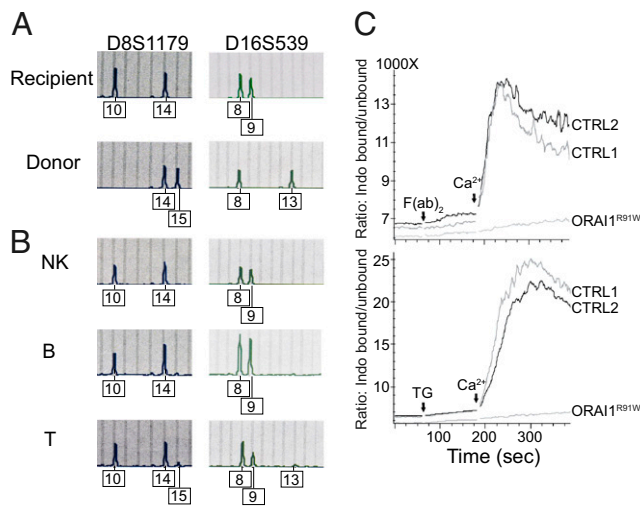 A
D8S1179 D16S539
Recipient
10 14 8
9
Donor
14 8 13
15
B
NK
10 14 8
9
B
10 14 8
9
T
10 14 8 13
15 9
C
1000X
Ratio: Indo bound/unbound
13
11
9
7
F(ab)2
Ca2+
CTRL2
CTRL1
ORAI1R91W
Ratio: Indo bound/unbound
25
20
15
10
TG
Ca2+
CTRL1
CTRL2
ORAI1R91W
100 200 300
Time (sec)